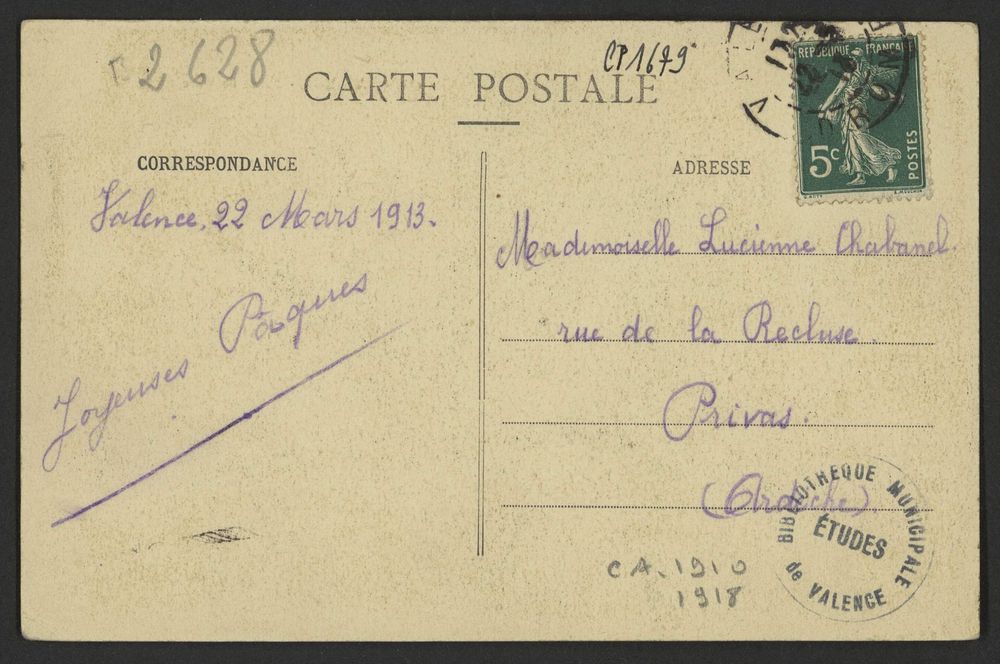 2628
CP1679
CARTE POSTALE
RÉPUBLIQUE FRANÇAISE
5c
POSTES
CORRESPONDANCE
Valence, 22 Mars 1913.
Joyeuses Pâques
ADRESSE
Mademoiselle Lucienne Chabanel.
rue de la Recluse.
Privas.
(Ardèche).
BIBLIOTHEQUE MUNICIPALE
ÉTUDES
de VALENCE
CA. 1910
1918